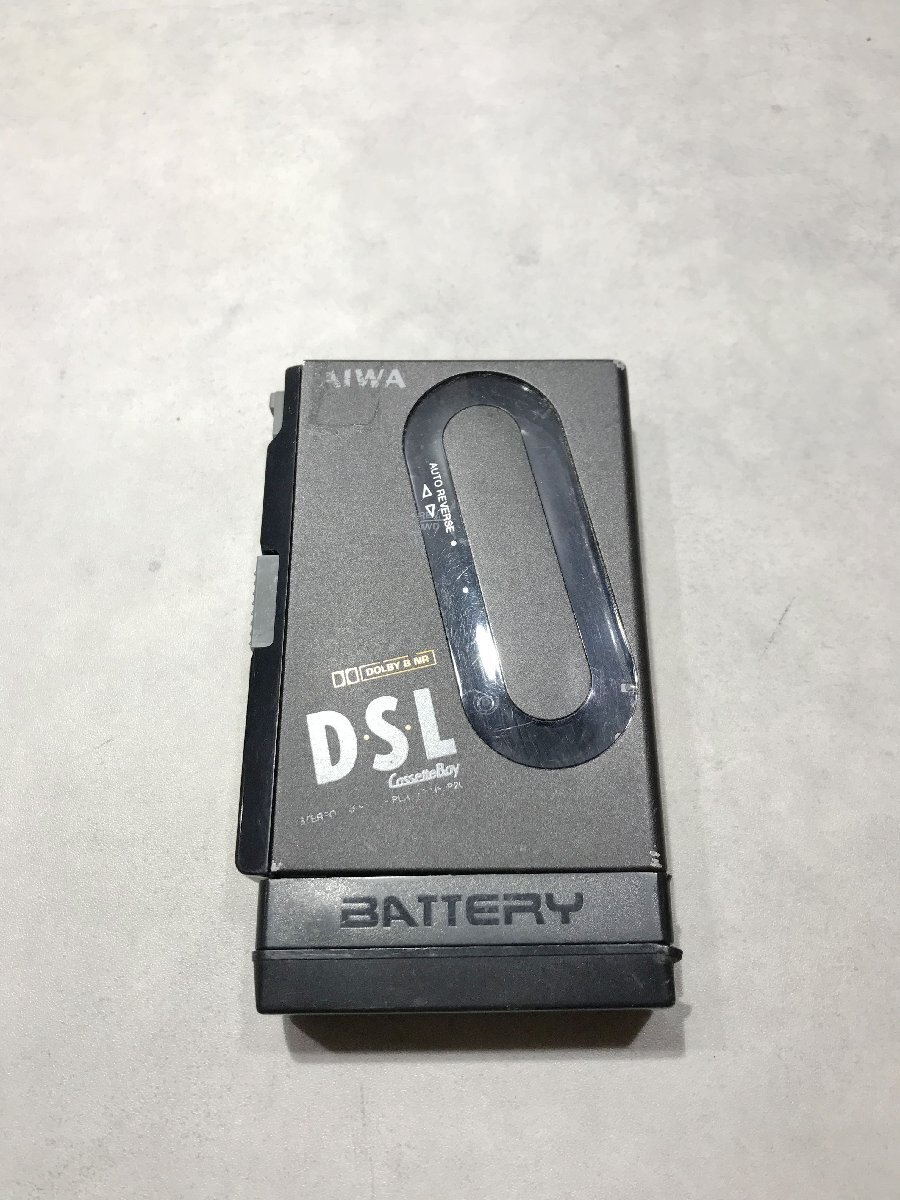 AIWA
AUTO REVERSE
DOLBY B NR
D·S·L
CassetteBoy
BATTERY